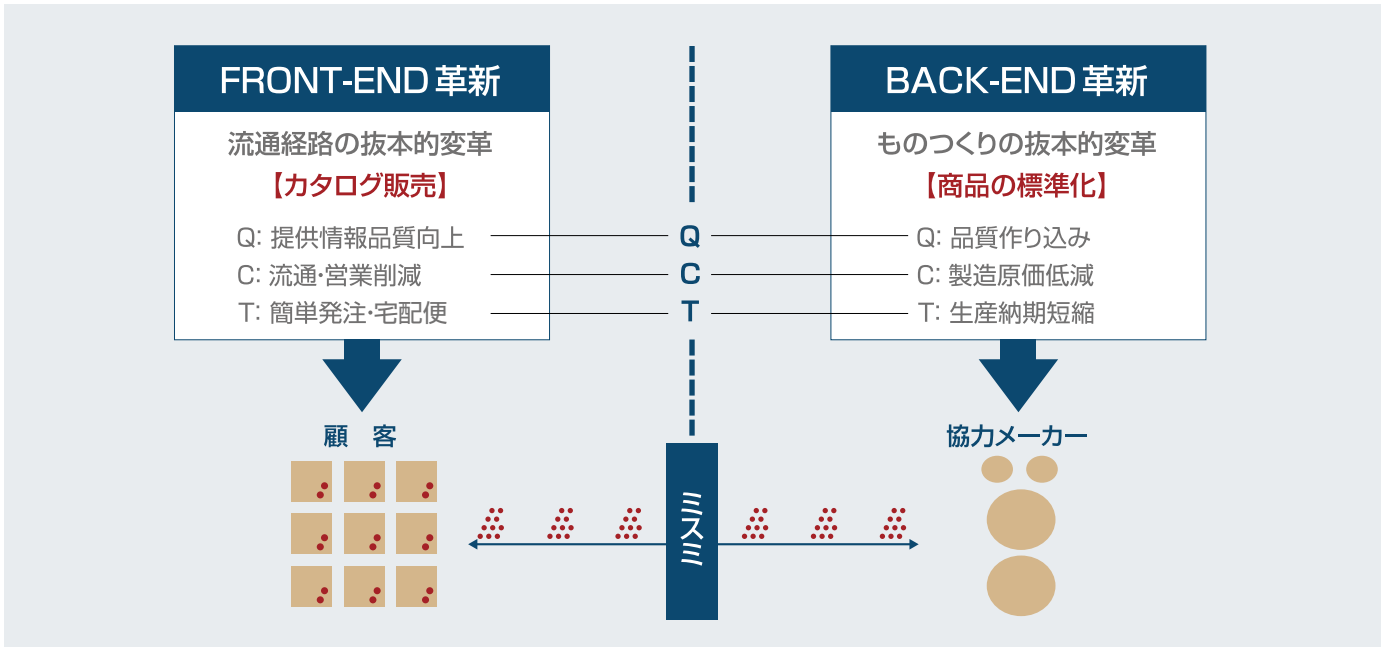 FRONT-END 革新
流通経路の抜本的変革
【カタログ販売】
Q: 提供情報品質向上
C: 流通・営業削減
T: 簡単発注・宅配便
Q
C
T
BACK-END 革新
ものつくりの抜本的変革
【商品の標準化】
Q: 品質作り込み
C: 製造原価低減
T: 生産納期短縮
顧 客
ミスミ
協力メーカー